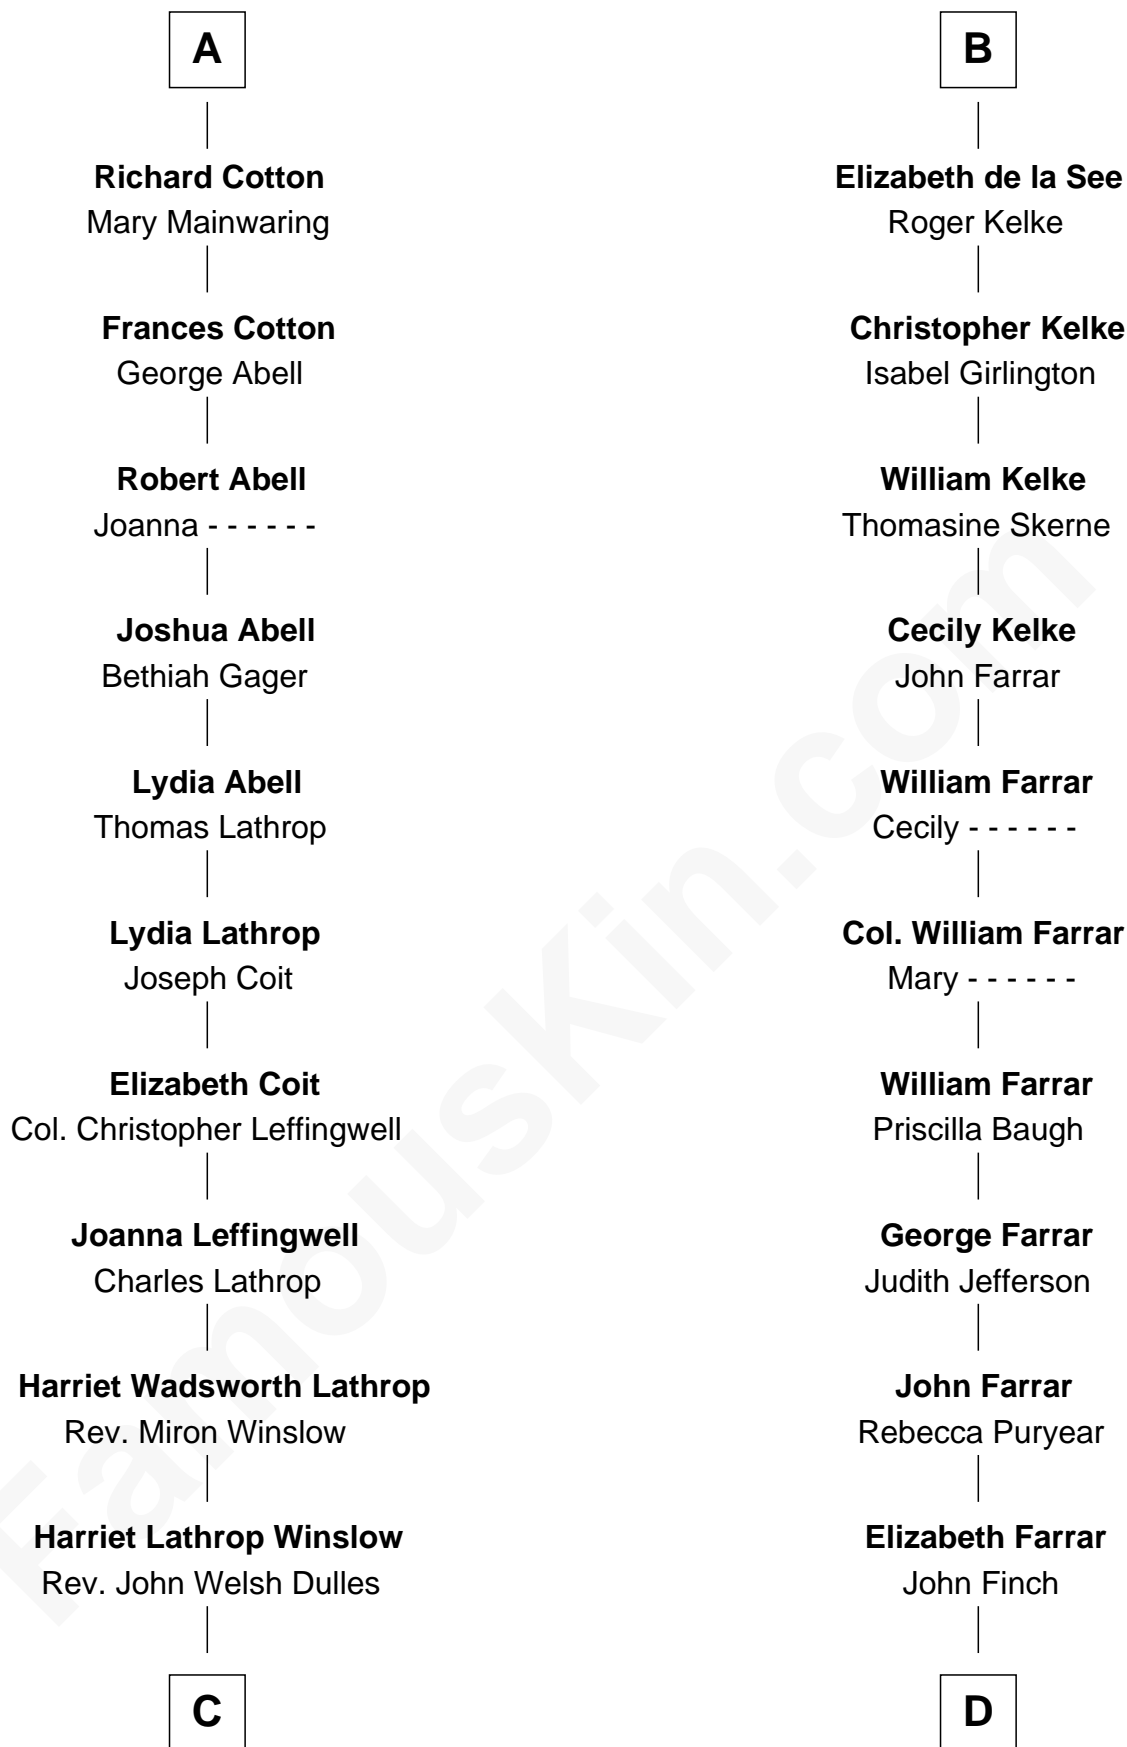 A
Richard Cotton
Mary Mainwaring
Frances Cotton
George Abell
Robert Abell
Joanna - - - - - -
Joshua Abell
Bethiah Gager
Lydia Abell
Thomas Lathrop
Lydia Lathrop
Joseph Coit
Elizabeth Coit
Col. Christopher Leffingwell
Joanna Leffingwell
Charles Lathrop
Harriet Wadsworth Lathrop
Rev. Miron Winslow
Harriet Lathrop Winslow
Rev. John Welsh Dulles
C
B
Elizabeth de la See
Roger Kelke
Christopher Kelke
Isabel Girlington
William Kelke
Thomasine Skerne
Cecily Kelke
John Farrar
William Farrar
Cecily - - - - - -
Col. William Farrar
Mary - - - - - -
William Farrar
Priscilla Baugh
George Farrar
Judith Jefferson
John Farrar
Rebecca Puryear
Elizabeth Farrar
John Finch
D
FamousKin.com